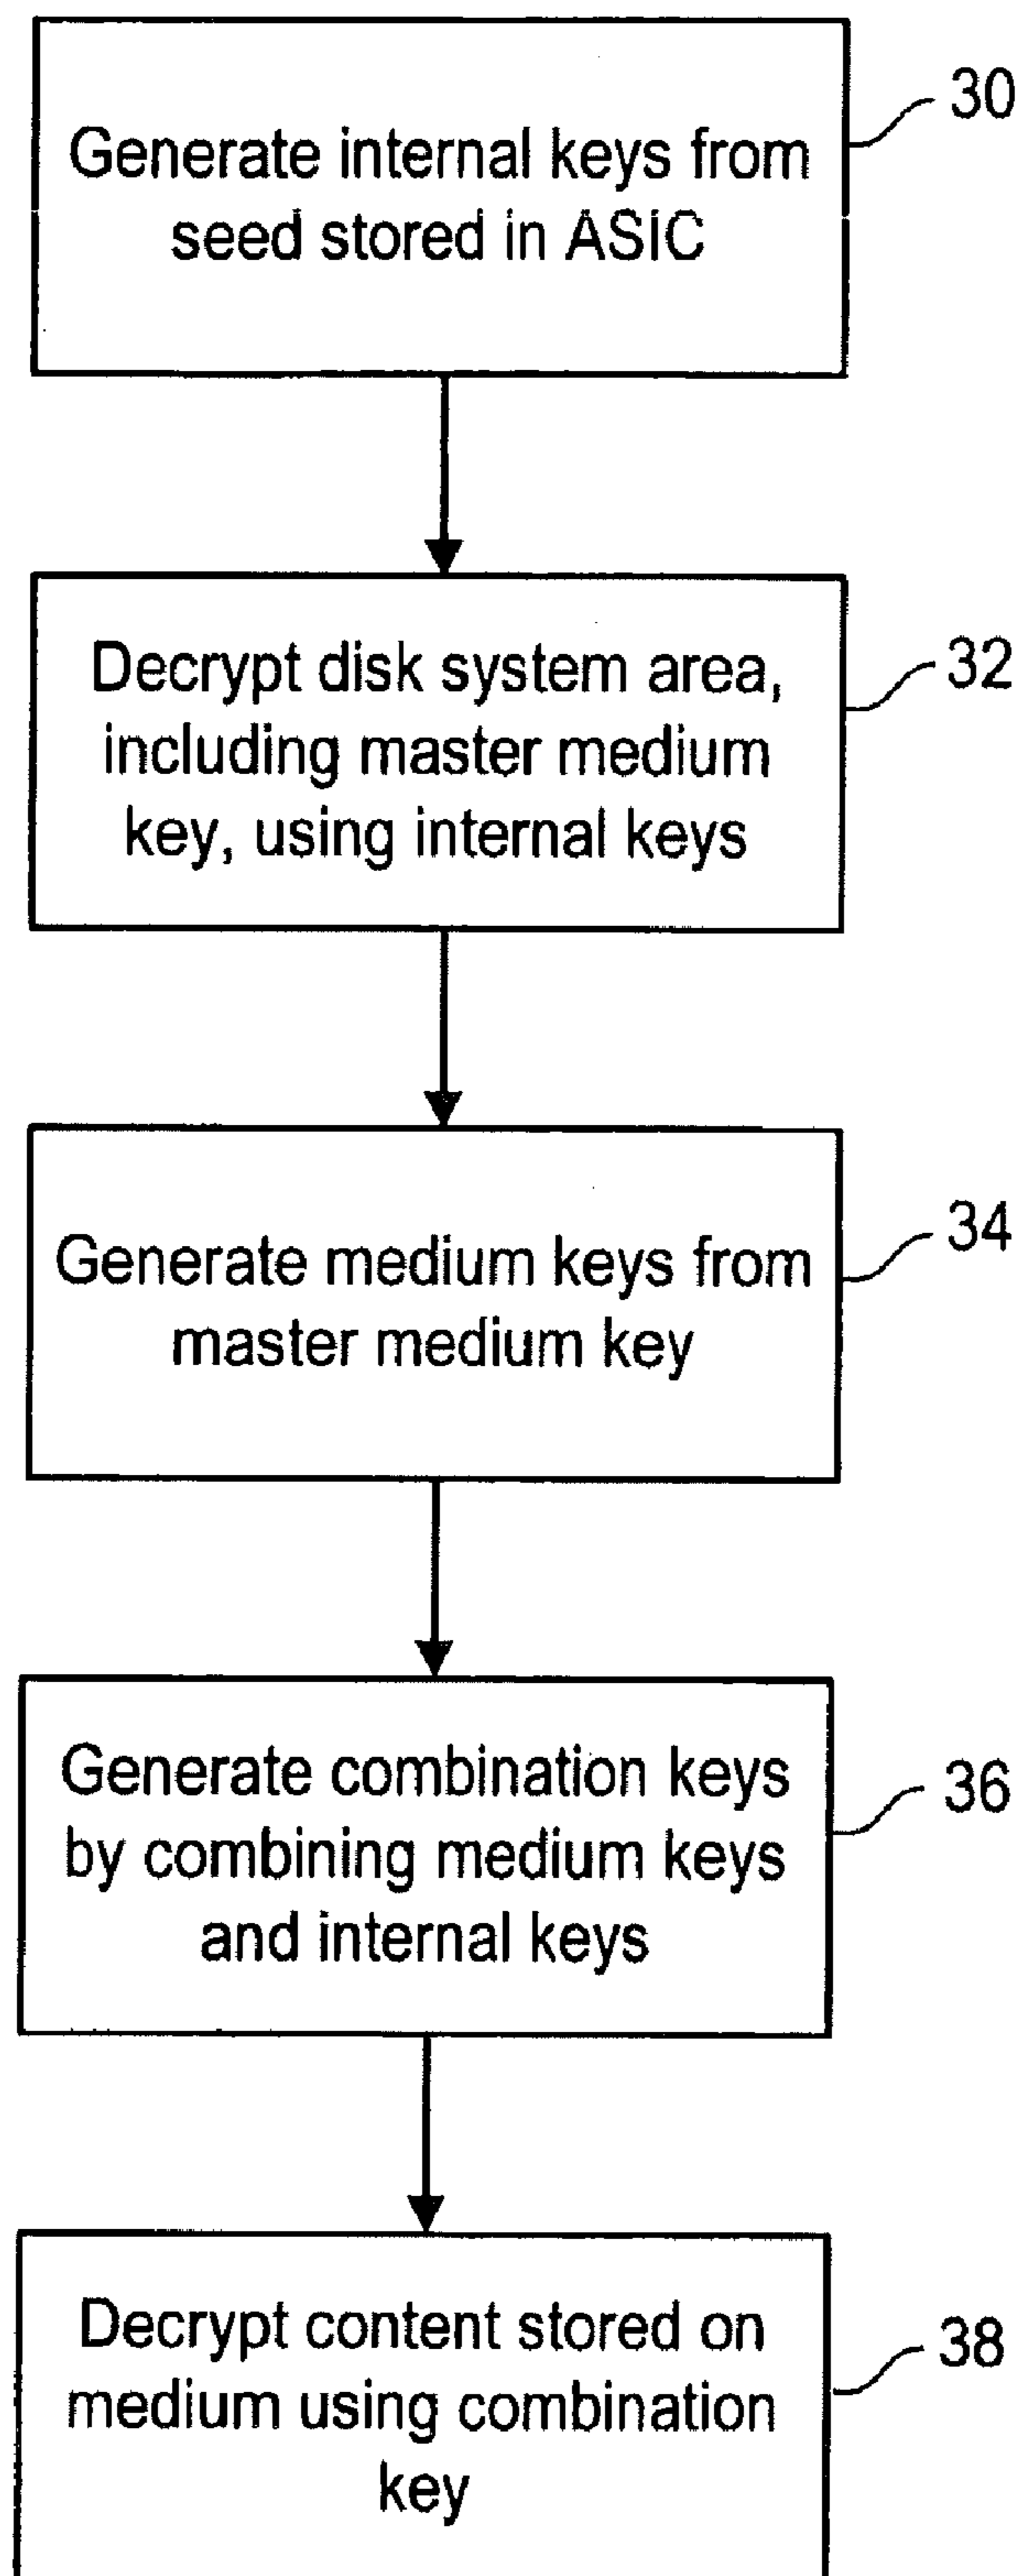 Generate internal keys from
seed stored in ASIC
30
Decrypt disk system area,
including master medium
key, using internal keys
32
Generate medium keys from
master medium key
34
Generate combination keys
by combining medium keys
and internal keys
36
Decrypt content stored on
medium using combination
key
38